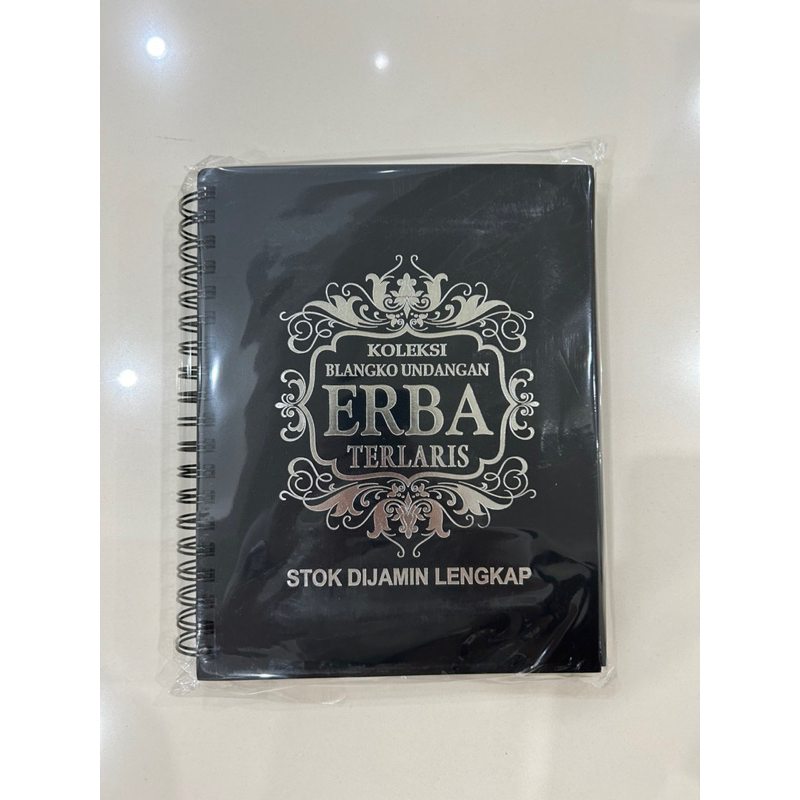 KOLEKSI
BLANGKO UNDANGAN
ERBA
TERLARIS
STOK DIJAMIN LENGKAP